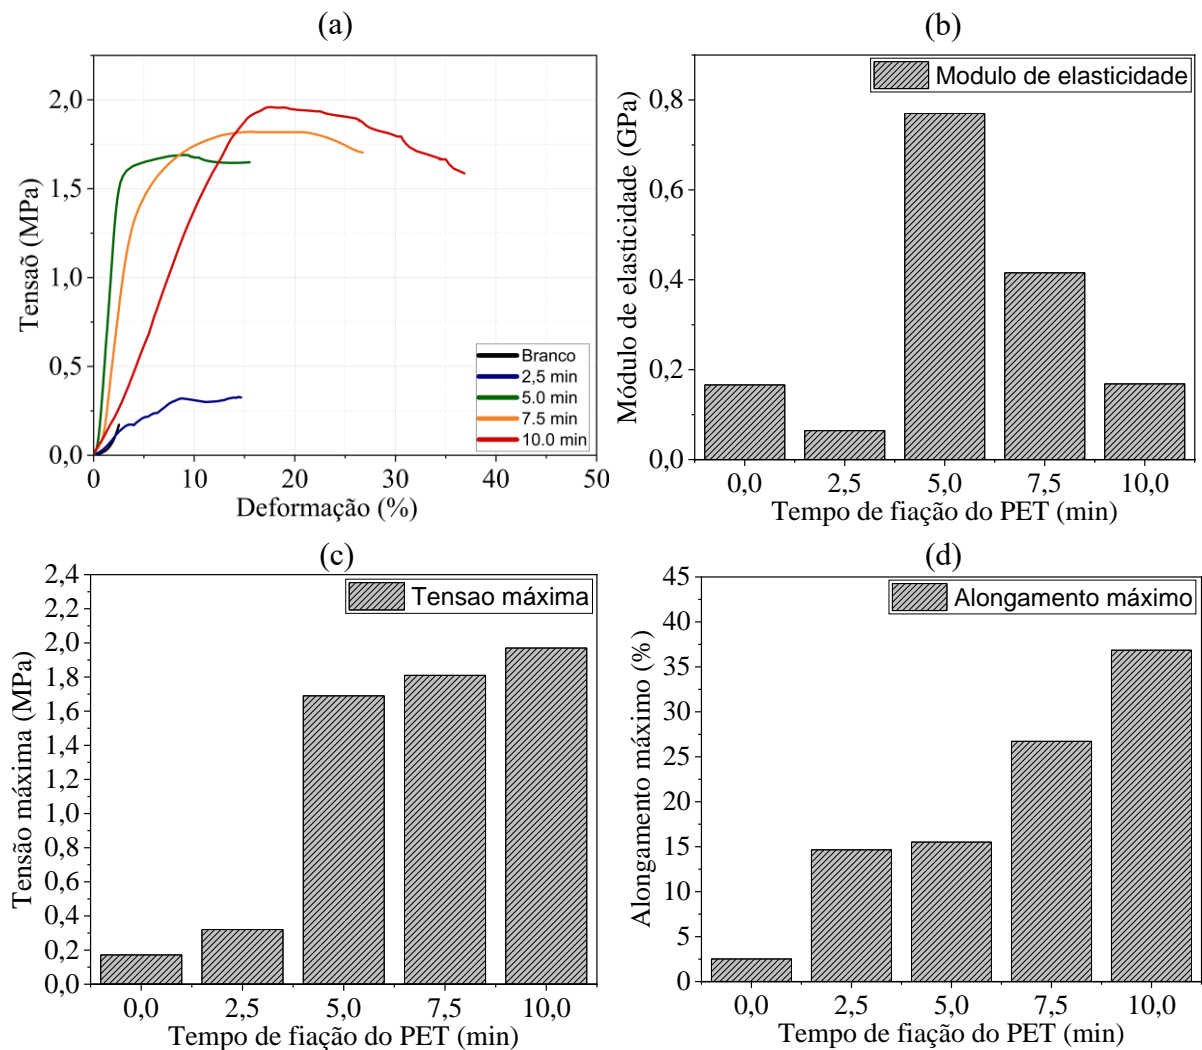 (a)
Tensaõ (MPa)
2,0
1,5
1,0
0,5
0,0
0 10 20 30 40 50
Deformação (%)
Branco
2,5 min
5.0 min
7.5 min
10.0 min
(b)
Módulo de elasticidade (GPa)
0,8
0,6
0,4
0,2
0,0
0,0 2,5 5,0 7,5 10,0
Tempo de fiação do PET (min)
Modulo de elasticidade
(c)
Tensão máxima (MPa)
2,4
2,2
2,0
1,8
1,6
1,4
1,2
1,0
0,8
0,6
0,4
0,2
0,0
0,0 2,5 5,0 7,5 10,0
Tempo de fiação do PET (min)
Tensao máxima
(d)
Alongamento máximo (%)
45
40
35
30
25
20
15
10
5
0
0,0 2,5 5,0 7,5 10,0
Tempo de fiação do PET (min)
Alongamento máximo